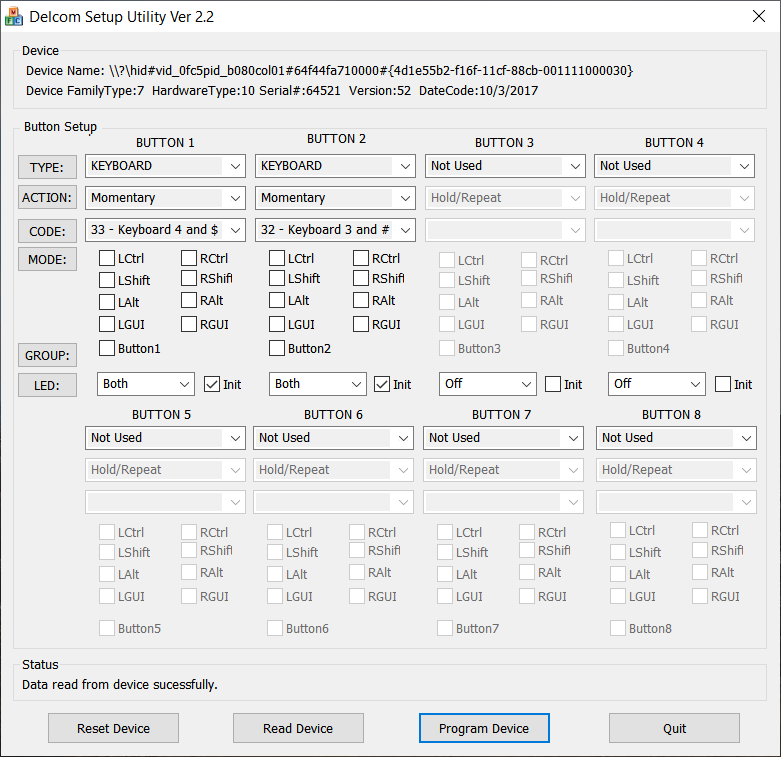 Delcom Setup Utility Ver 2.2
Device
Device Name: \\?\hid#vid_0fc5pid_b080col01#64f44fa710000#{4d1e55b2-f16f-11cf-88cb-001111000030}
Device FamilyType:7 HardwareType:10 Serial#:64521 Version:52 DateCode:10/3/2017
Button Setup
BUTTON 1 BUTTON 2 BUTTON 3 BUTTON 4
TYPE: KEYBOARD KEYBOARD Not Used Not Used
ACTION: Momentary Momentary Hold/Repeat Hold/Repeat
CODE: 33 - Keyboard 4 and $ 32 - Keyboard 3 and #
MODE: LCtrl RCtrl LCtrl RCtrl LCtrl RCtrl LCtrl RCtrl
LShift RShift LShift RShift LShift RShift LShift RShift
LAlt RAlt LAlt RAlt LAlt RAlt LAlt RAlt
LGUI RGUI LGUI RGUI LGUI RGUI LGUI RGUI
GROUP: Button1 Button2 Button3 Button4
LED: Both Init Both Init Off Init Off Init
BUTTON 5 BUTTON 6 BUTTON 7 BUTTON 8
Not Used Not Used Not Used Not Used
Hold/Repeat Hold/Repeat Hold/Repeat Hold/Repeat
LCtrl RCtrl LCtrl RCtrl LCtrl RCtrl LCtrl RCtrl
LShift RShift LShift RShift LShift RShift LShift RShift
LAlt RAlt LAlt RAlt LAlt RAlt LAlt RAlt
LGUI RGUI LGUI RGUI LGUI RGUI LGUI RGUI
Button5 Button6 Button7 Button8
Status
Data read from device sucessfully.
Reset Device Read Device Program Device Quit